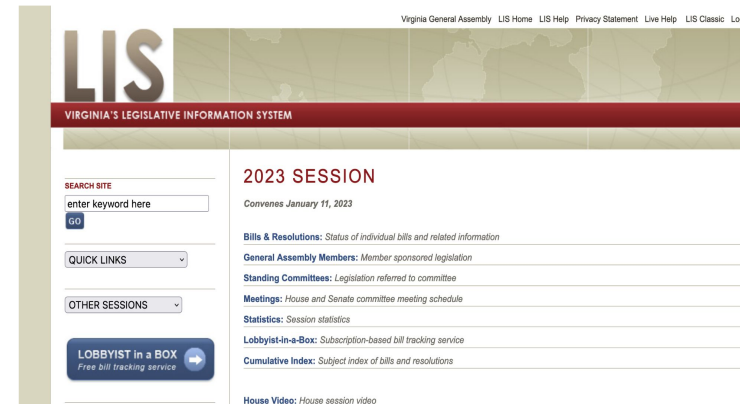 Virginia General Assembly LIS Home LIS Help Privacy Statement Live Help LIS Classic Lo
LIS
VIRGINIA'S LEGISLATIVE INFORMATION SYSTEM
SEARCH SITE
enter keyword here
GO
QUICK LINKS
OTHER SESSIONS
LOBBYIST in a BOX
Free bill tracking service
2023 SESSION
Convenes January 11, 2023
Bills & Resolutions: Status of individual bills and related information
General Assembly Members: Member sponsored legislation
Standing Committees: Legislation referred to committee
Meetings: House and Senate committee meeting schedule
Statistics: Session statistics
Lobbyist-in-a-Box: Subscription-based bill tracking service
Cumulative Index: Subject index of bills and resolutions
House Video: House session video